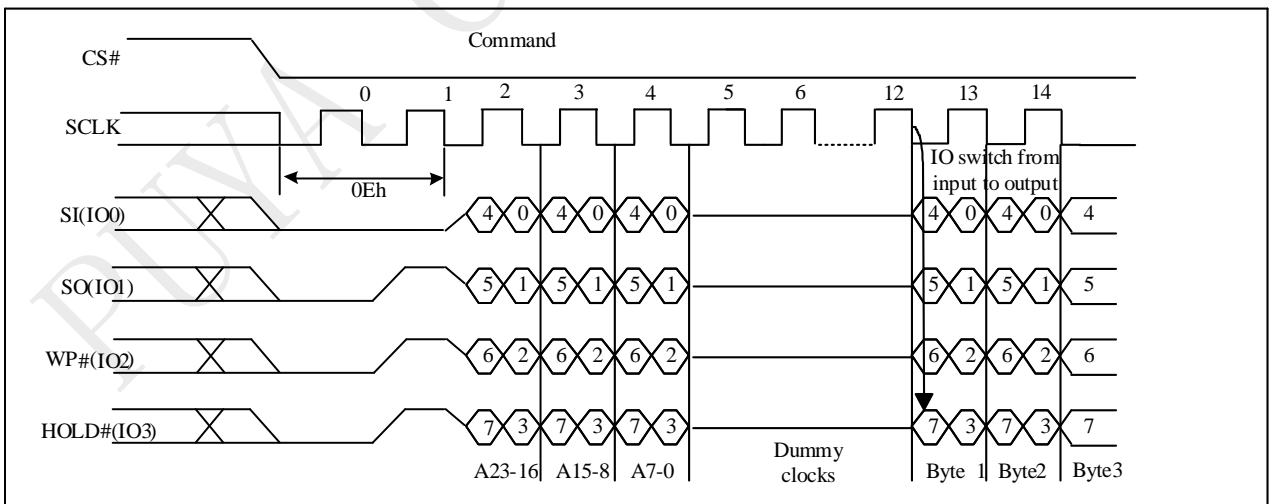 Command
CS#
0 1 2 3 4 5 6 12 13 14
SCLK
IO switch from
input to output
0Eh
SI(IO0) 4 0 4 0 4 0 4 0 4 0 4
SO(IO1) 5 1 5 1 5 1 5 1 5 1 5
WP#(IO2) 6 2 6 2 6 2 6 2 6 2 6
HOLD#(IO3) 7 3 7 3 7 3 7 3 7 3 7
A23-16 A15-8 A7-0 Dummy
clocks Byte 1 Byte2 Byte3
PUYA